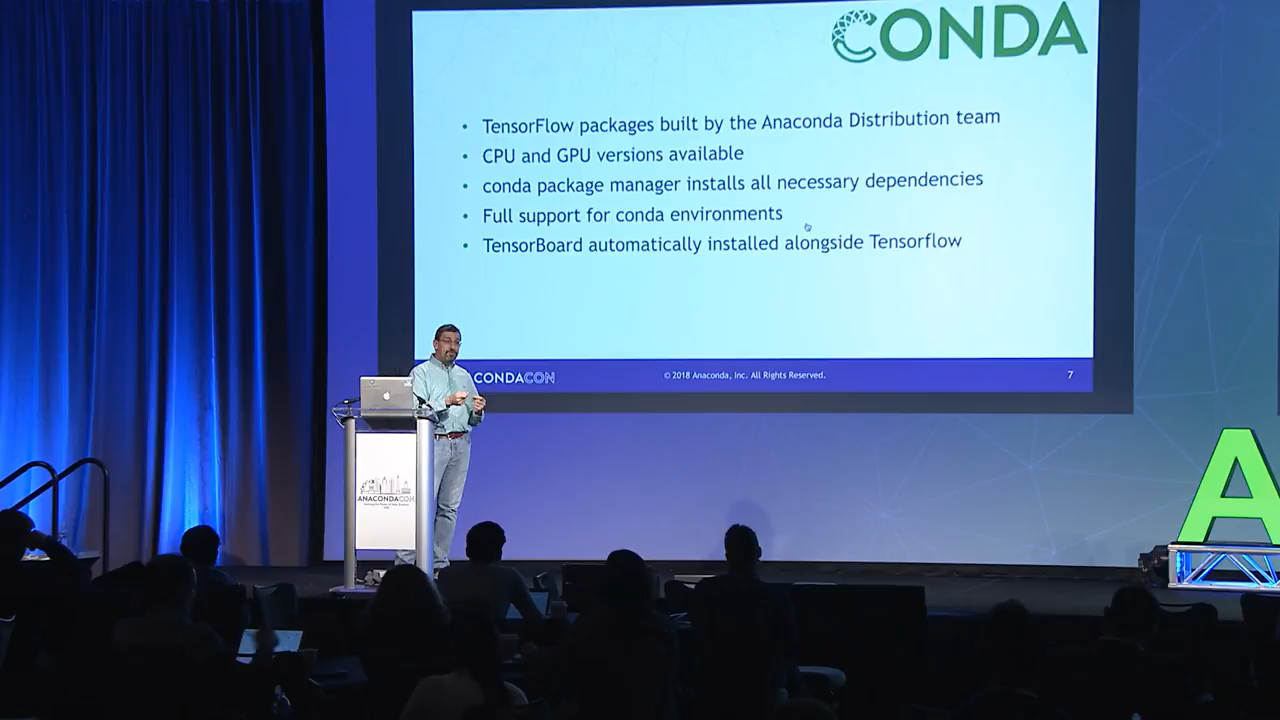 CONDA
• TensorFlow packages built by the Anaconda Distribution team
• CPU and GPU versions available
• conda package manager installs all necessary dependencies
• Full support for conda environments
• TensorBoard automatically installed alongside Tensorflow
CONDACON
© 2018 Anaconda, Inc. All Rights Reserved.
7
ANACONDACON
A